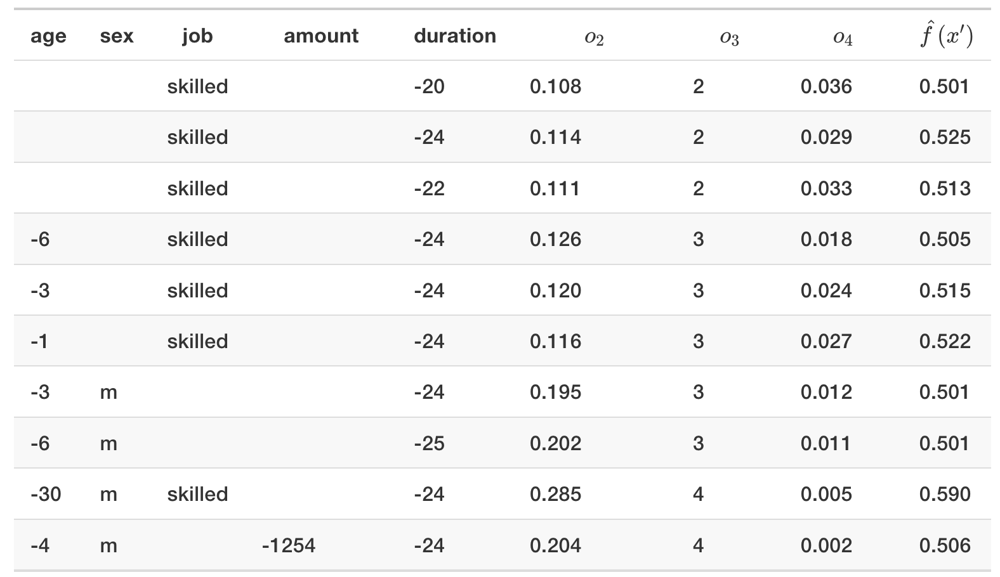 age sex job amount duration o₂ o₃ o₄ f̂ (x′)
skilled -20 0.108 2 0.036 0.501
skilled -24 0.114 2 0.029 0.525
skilled -22 0.111 2 0.033 0.513
-6 skilled -24 0.126 3 0.018 0.505
-3 skilled -24 0.120 3 0.024 0.515
-1 skilled -24 0.116 3 0.027 0.522
-3 m -24 0.195 3 0.012 0.501
-6 m -25 0.202 3 0.011 0.501
-30 m skilled -24 0.285 4 0.005 0.590
-4 m -1254 -24 0.204 4 0.002 0.506